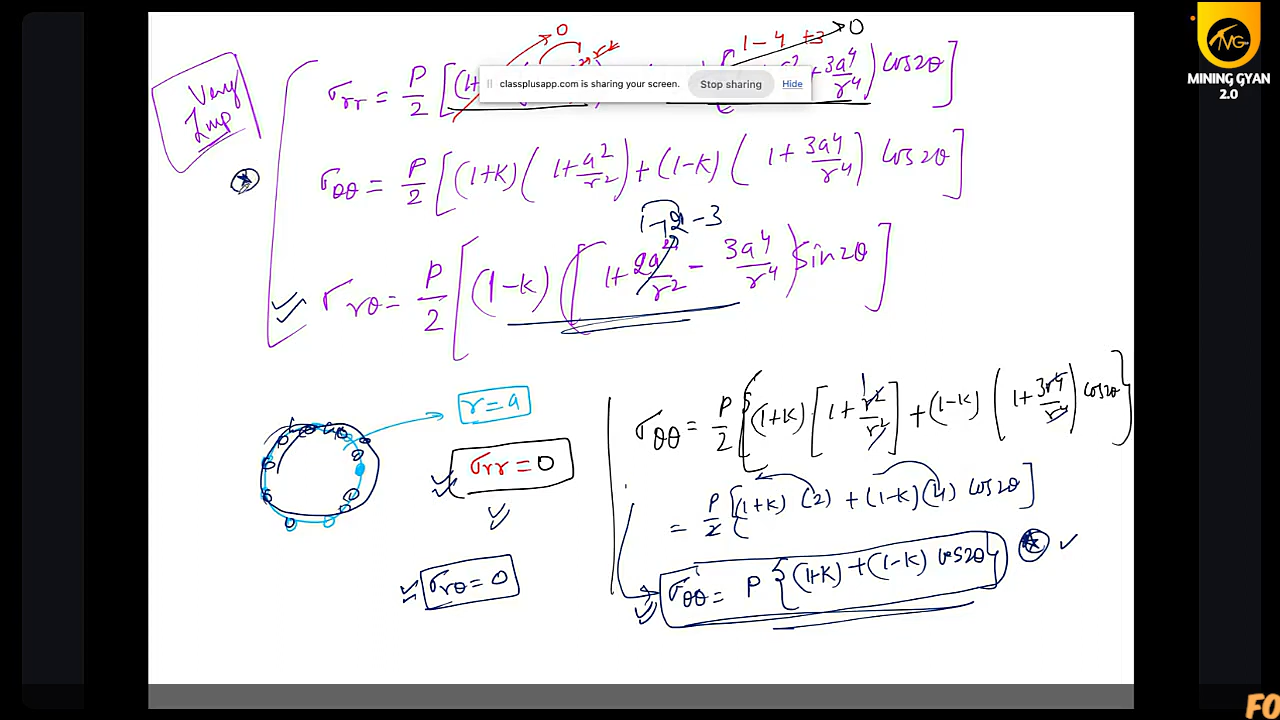 1 - 4 + 3 → 0
→ 0
Very Imp
σrr = P/2 [(1+ + 3a⁴/r⁴) cos2θ]
classplusapp.com is sharing your screen. Stop sharing Hide
MINING GYAN
2.0
σθθ = P/2 [(1+K)(1+a²/r²) + (1-K) (1+3a⁴/r⁴) cos2θ]
1-2-3
σrθ = P/2 [(1-K) (1+2a²/r² - 3a⁴/r⁴) sin2θ]
r = a
σrr = 0
σrθ = 0
σθθ = P/2 {(1+K) [1+r²/r²] + (1-K) (1+3r⁴/r⁴) cos2θ}
= P/2 [(1+K) (2) + (1-K)(4) cos2θ]
σθθ = P {(1+K) + (1-K) cos2θ}
FO